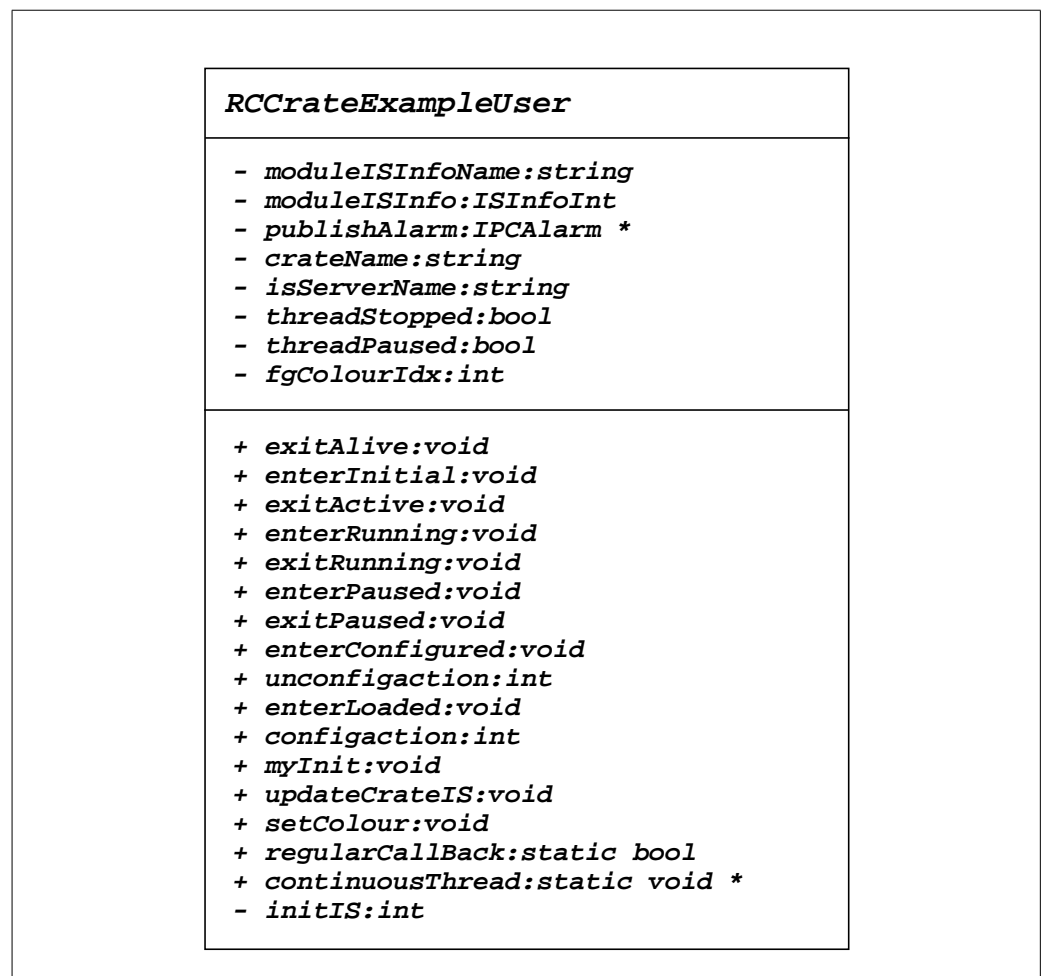 RCCrateExampleUser
- moduleISInfoName:string
- moduleISInfo:ISInfoInt
- publishAlarm:IPCAlarm *
- crateName:string
- isServerName:string
- threadStopped:bool
- threadPaused:bool
- fgColourIdx:int
+ exitAlive:void
+ enterInitial:void
+ exitActive:void
+ enterRunning:void
+ exitRunning:void
+ enterPaused:void
+ exitPaused:void
+ enterConfigured:void
+ unconfigaction:int
+ enterLoaded:void
+ configaction:int
+ myInit:void
+ updateCrateIS:void
+ setColour:void
+ regularCallBack:static bool
+ continuousThread:static void *
- initIS:int